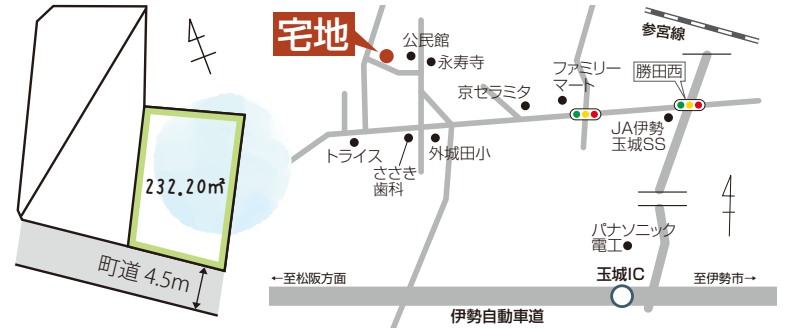 232.20㎡
町道 4.5m
宅地
公民館
永寿寺
参宮線
ファミリー
マート
勝田西
京セラミタ
JA伊勢
玉城SS
トライス
ささき
歯科
外城田小
パナソニック
電工
←至松阪方面
玉城IC
至伊勢市→
伊勢自動車道